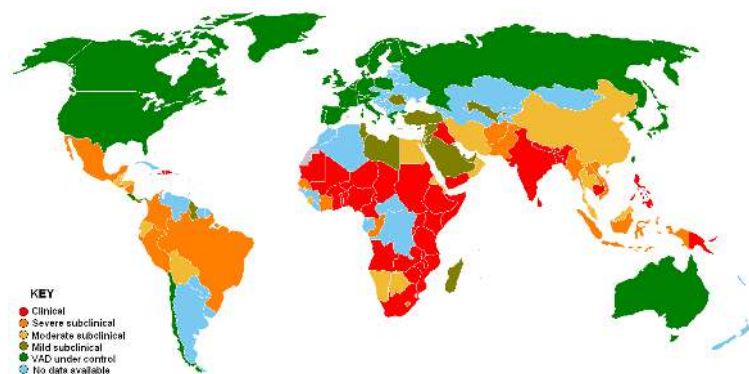 KEY
Clinical
Severe subclinical
Moderate subclinical
Mild subclinical
VAD under control
No data available